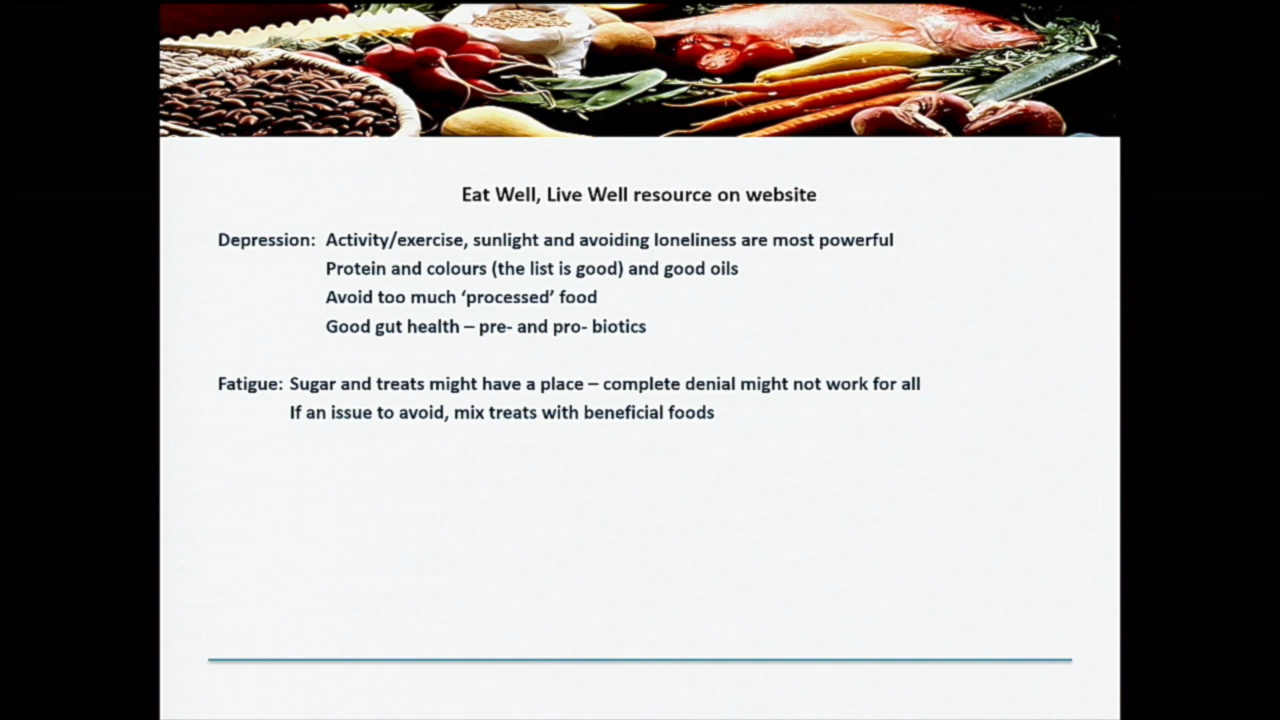 Eat Well, Live Well resource on website
Depression: Activity/exercise, sunlight and avoiding loneliness are most powerful
Protein and colours (the list is good) and good oils
Avoid too much ‘processed’ food
Good gut health – pre- and pro- biotics
Fatigue: Sugar and treats might have a place – complete denial might not work for all
If an issue to avoid, mix treats with beneficial foods